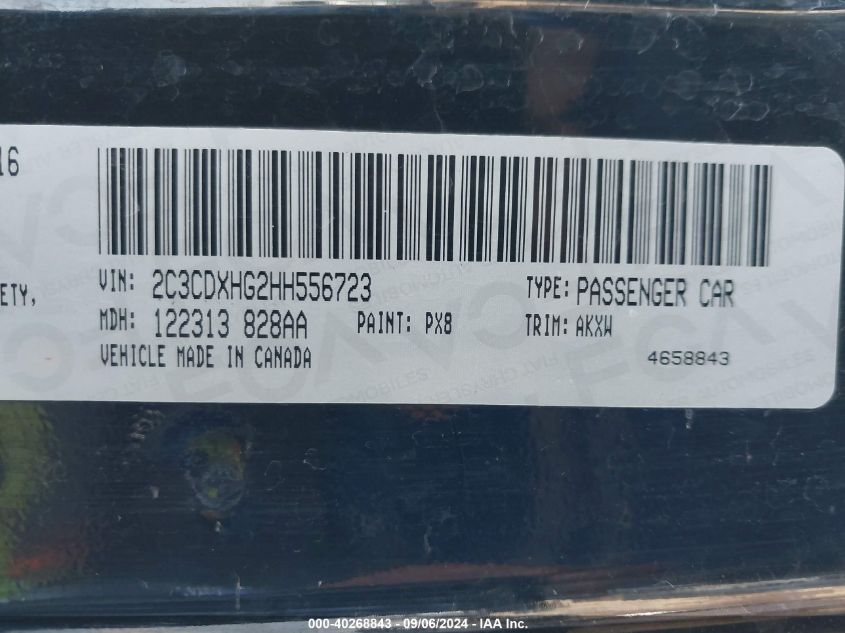 16
VIN: 2C3CDXHG2HH556723 TYPE: PASSENGER CAR
ETY,
MDH: 122313 828AA PAINT: PX8 TRIM: AKXW
VEHICLE MADE IN CANADA 4658843
000-40268843 - 09/06/2024 - IAA Inc.